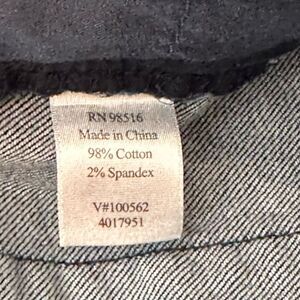 RN 98516
Made in China
98% Cotton
2% Spandex
V#100562
4017951